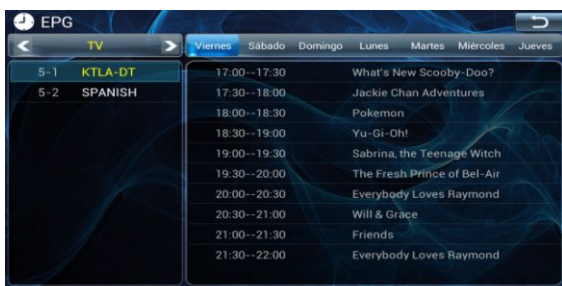 EPG
TV
Viernes Sábado Domingo Lunes Martes Miércoles Jueves
5-1 KTLA-DT
5-2 SPANISH
17:00--17:30 What's New Scooby-Doo?
17:30--18:00 Jackie Chan Adventures
18:00--18:30 Pokemon
18:30--19:00 Yu-Gi-Oh!
19:00--19:30 Sabrina, the Teenage Witch
19:30--20:00 The Fresh Prince of Bel-Air
20:00--20:30 Everybody Loves Raymond
20:30--21:00 Will & Grace
21:00--21:30 Friends
21:30--22:00 Everybody Loves Raymond